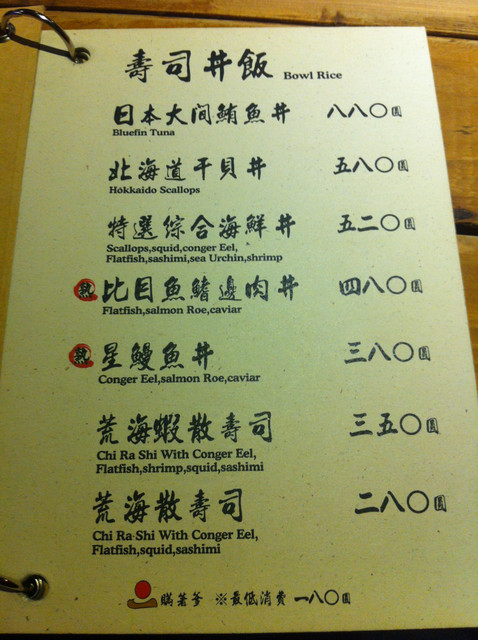 壽司丼飯 Bowl Rice
日本大间鮪魚丼 八八〇圓
Bluefin Tuna
北海道干貝丼 五八〇圓
Hokkaido Scallops
特選綜合海鮮丼 五二〇圓
Scallops,squid,conger Eel,
Flatfish,sashimi,sea Urchin,shrimp
熟 比目魚鰭邊肉丼 四八〇圓
Flatfish,salmon Roe,caviar
熟 星鰻魚丼 三八〇圓
Conger Eel,salmon Roe,caviar
荒海蝦散壽司 三五〇圓
Chi Ra Shi With Conger Eel,
Flatfish,shrimp,squid,sashimi
荒海散壽司 二八〇圓
Chi Ra Shi With Conger Eel,
Flatfish,squid,sashimi
瞞著爹 ※最低消費 一八〇圓